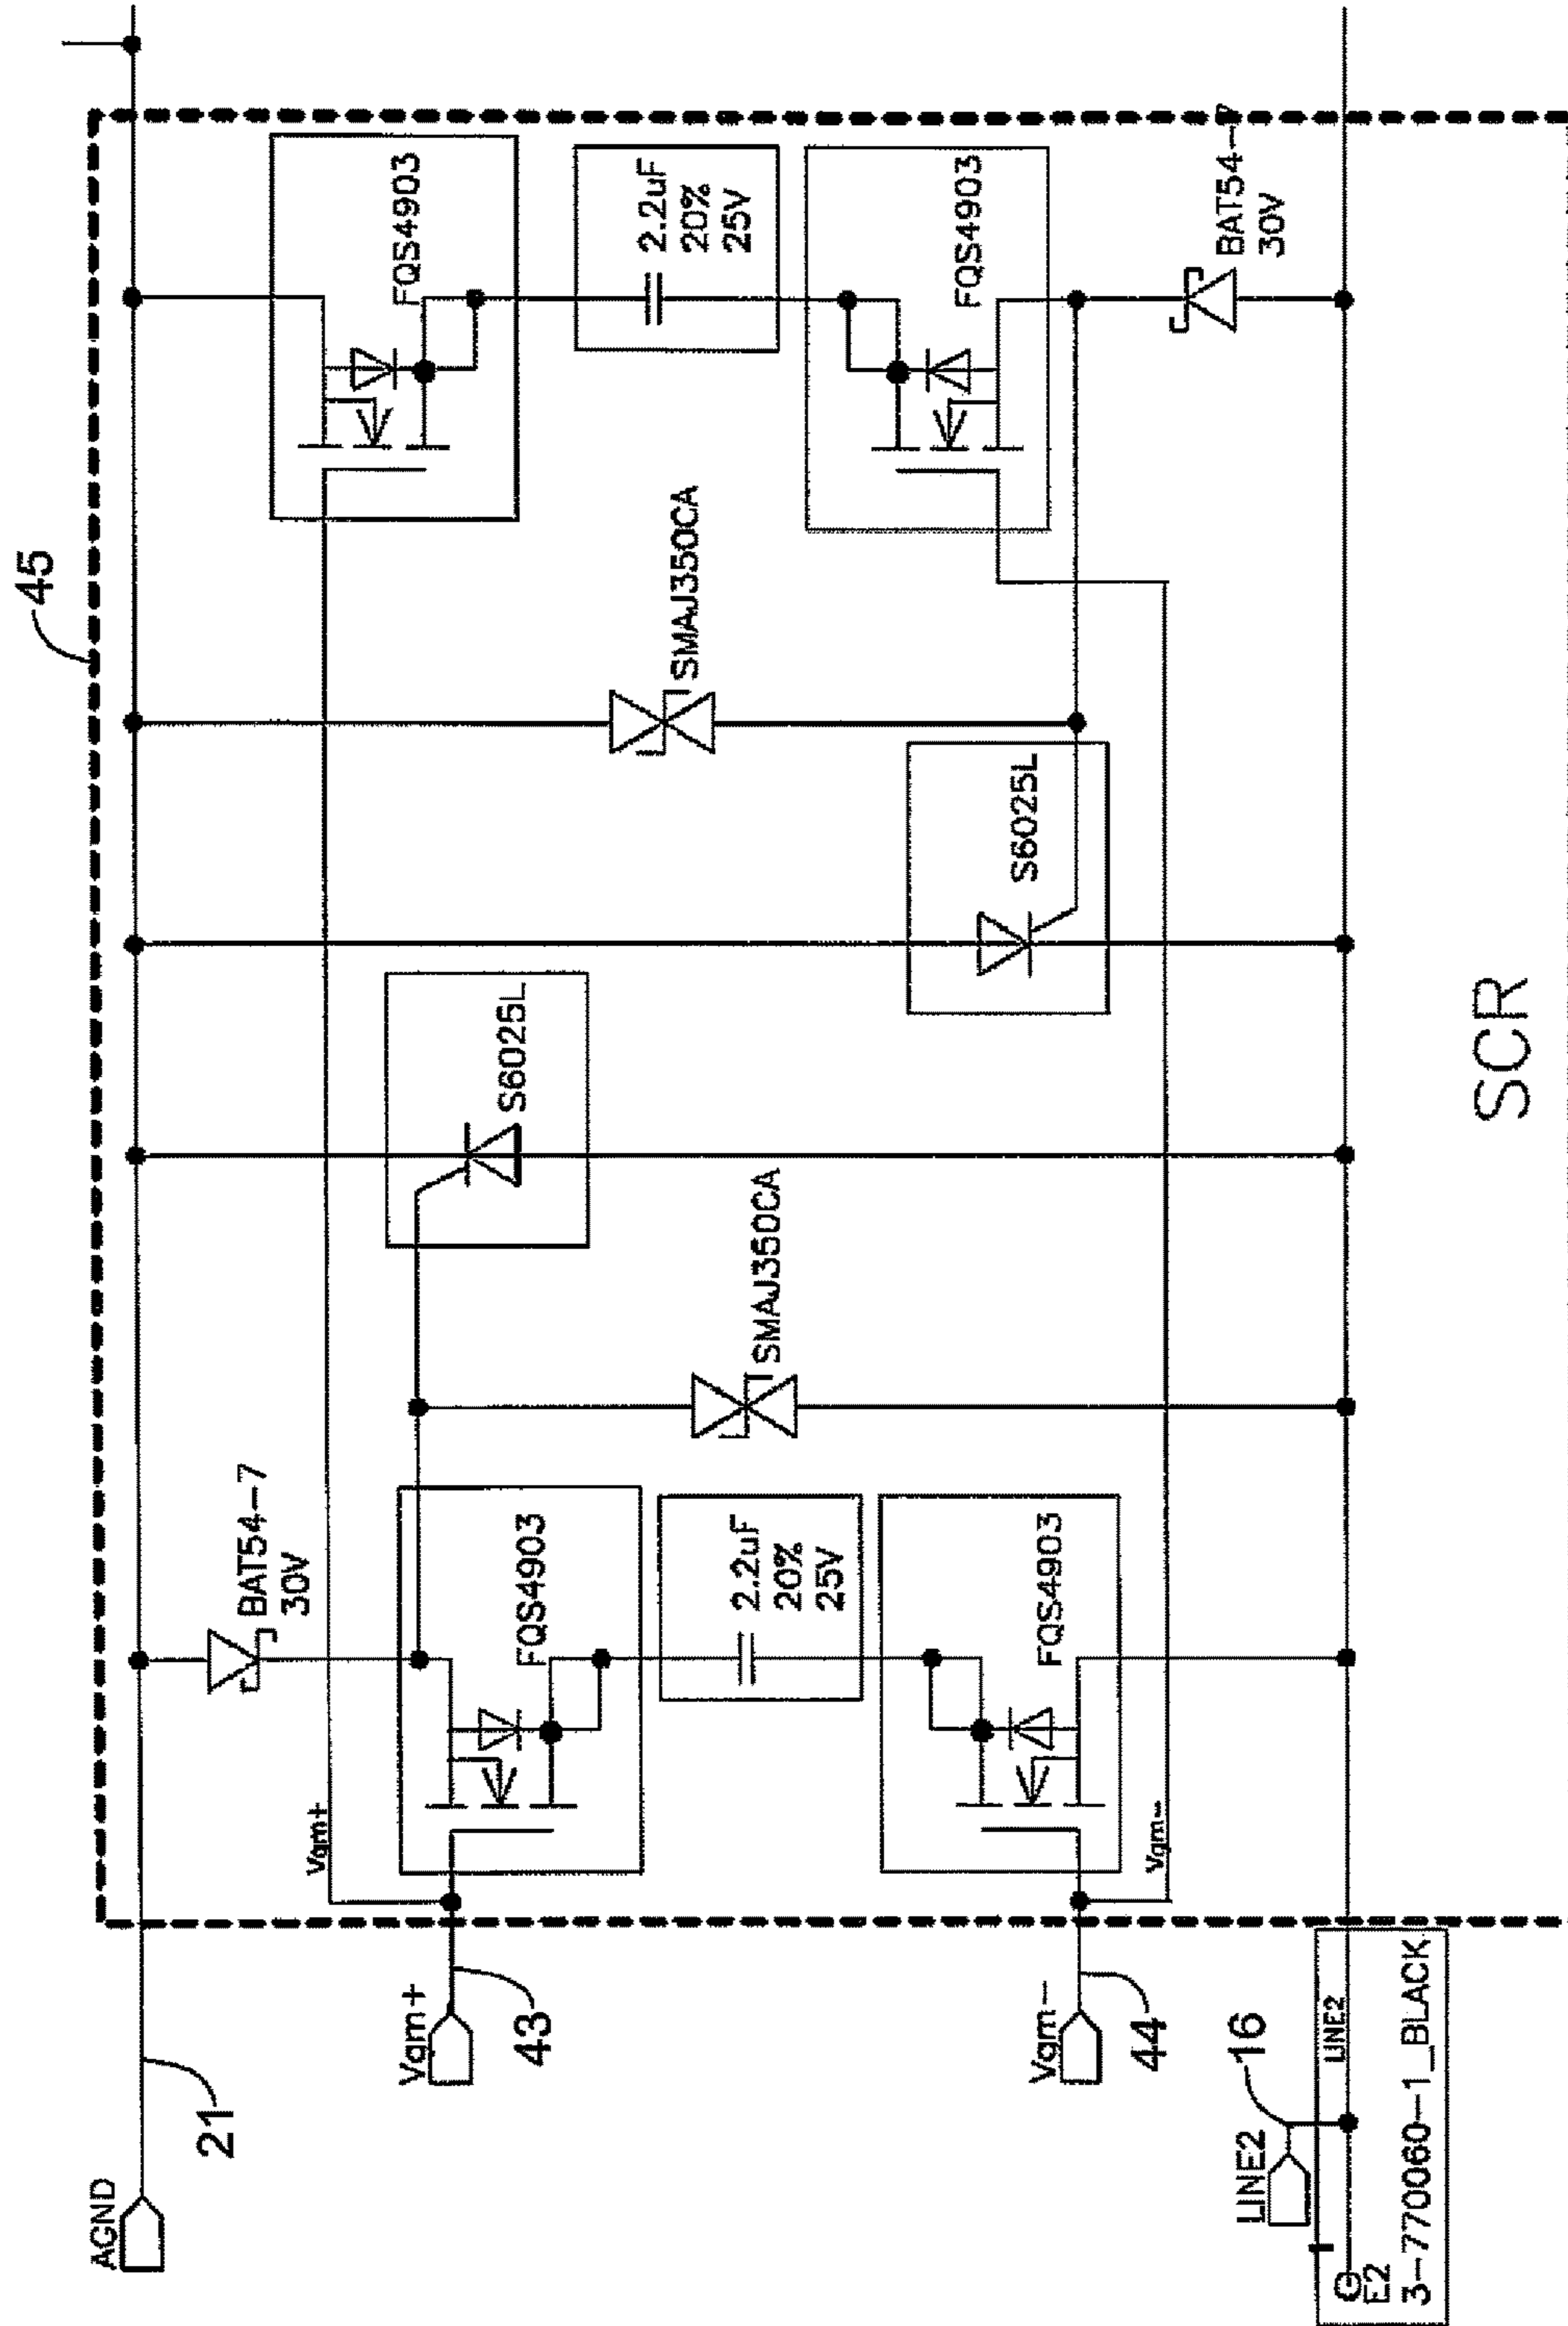 45
AGND
21
BAT54-7
30V
Vgm+
Vgm+
43
FQS4903
2.2uF
20%
25V
FQS4903
Vgm-
Vgm-
44
SMAJ350CA
S6025L
S6025L
SMAJ350CA
FQS4903
2.2uF
20%
25V
FQS4903
BAT54-7
30V
LINE2
16
LINE2
E2
3-770060-1_BLACK
SCR